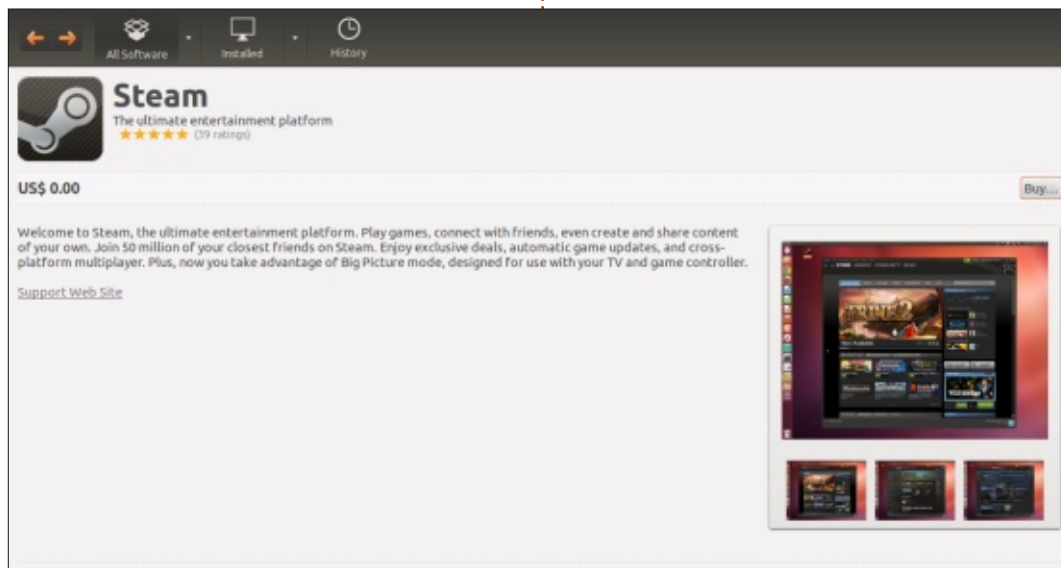 All Software
Installed
History
Steam
The ultimate entertainment platform
(39 ratings)
US$ 0.00
Buy...
Welcome to Steam, the ultimate entertainment platform. Play games, connect with friends, even create and share content
of your own. Join 50 million of your closest friends on Steam. Enjoy exclusive deals, automatic game updates, and cross-
platform multiplayer. Plus, now you take advantage of Big Picture mode, designed for use with your TV and game controller.
Support Web Site
TRINE 2